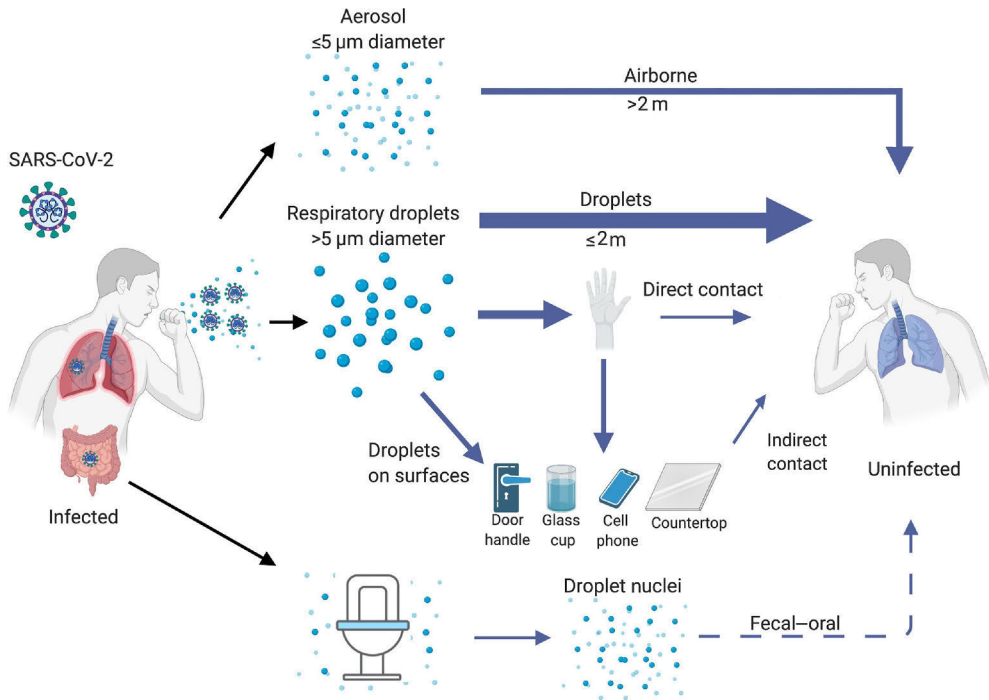 Aerosol
≤5 μm diameter
Airborne
>2 m
SARS-CoV-2
Respiratory droplets
>5 μm diameter
Droplets
≤2 m
Direct contact
Droplets
on surfaces
Indirect
contact
Door
handle
Glass
cup
Cell
phone
Countertop
Infected
Uninfected
Droplet nuclei
Fecal–oral